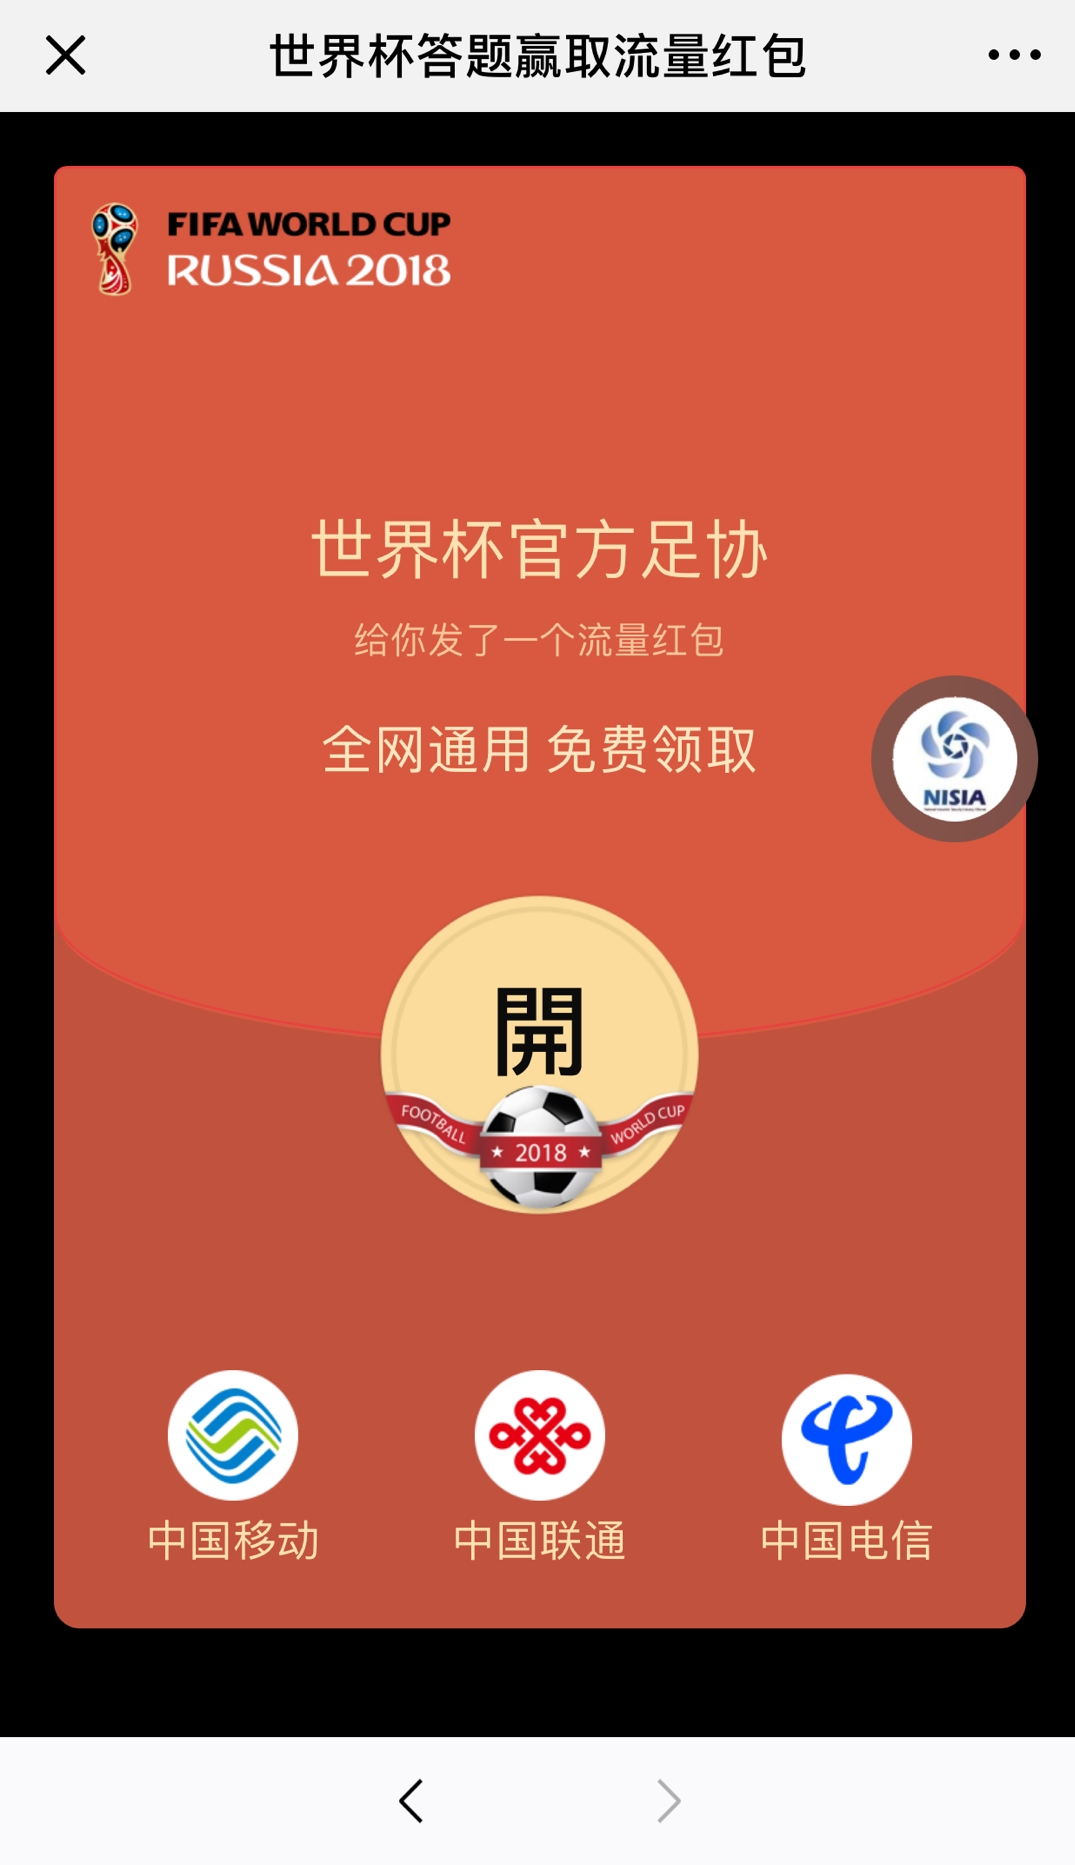 世界杯答题赢取流量红包
FIFA WORLD CUP
RUSSIA 2018
世界杯官方足协
给你发了一个流量红包
全网通用 免费领取
NISIA
開
FOOTBALL
WORLD CUP
★ 2018 ★
中国移动
中国联通
中国电信